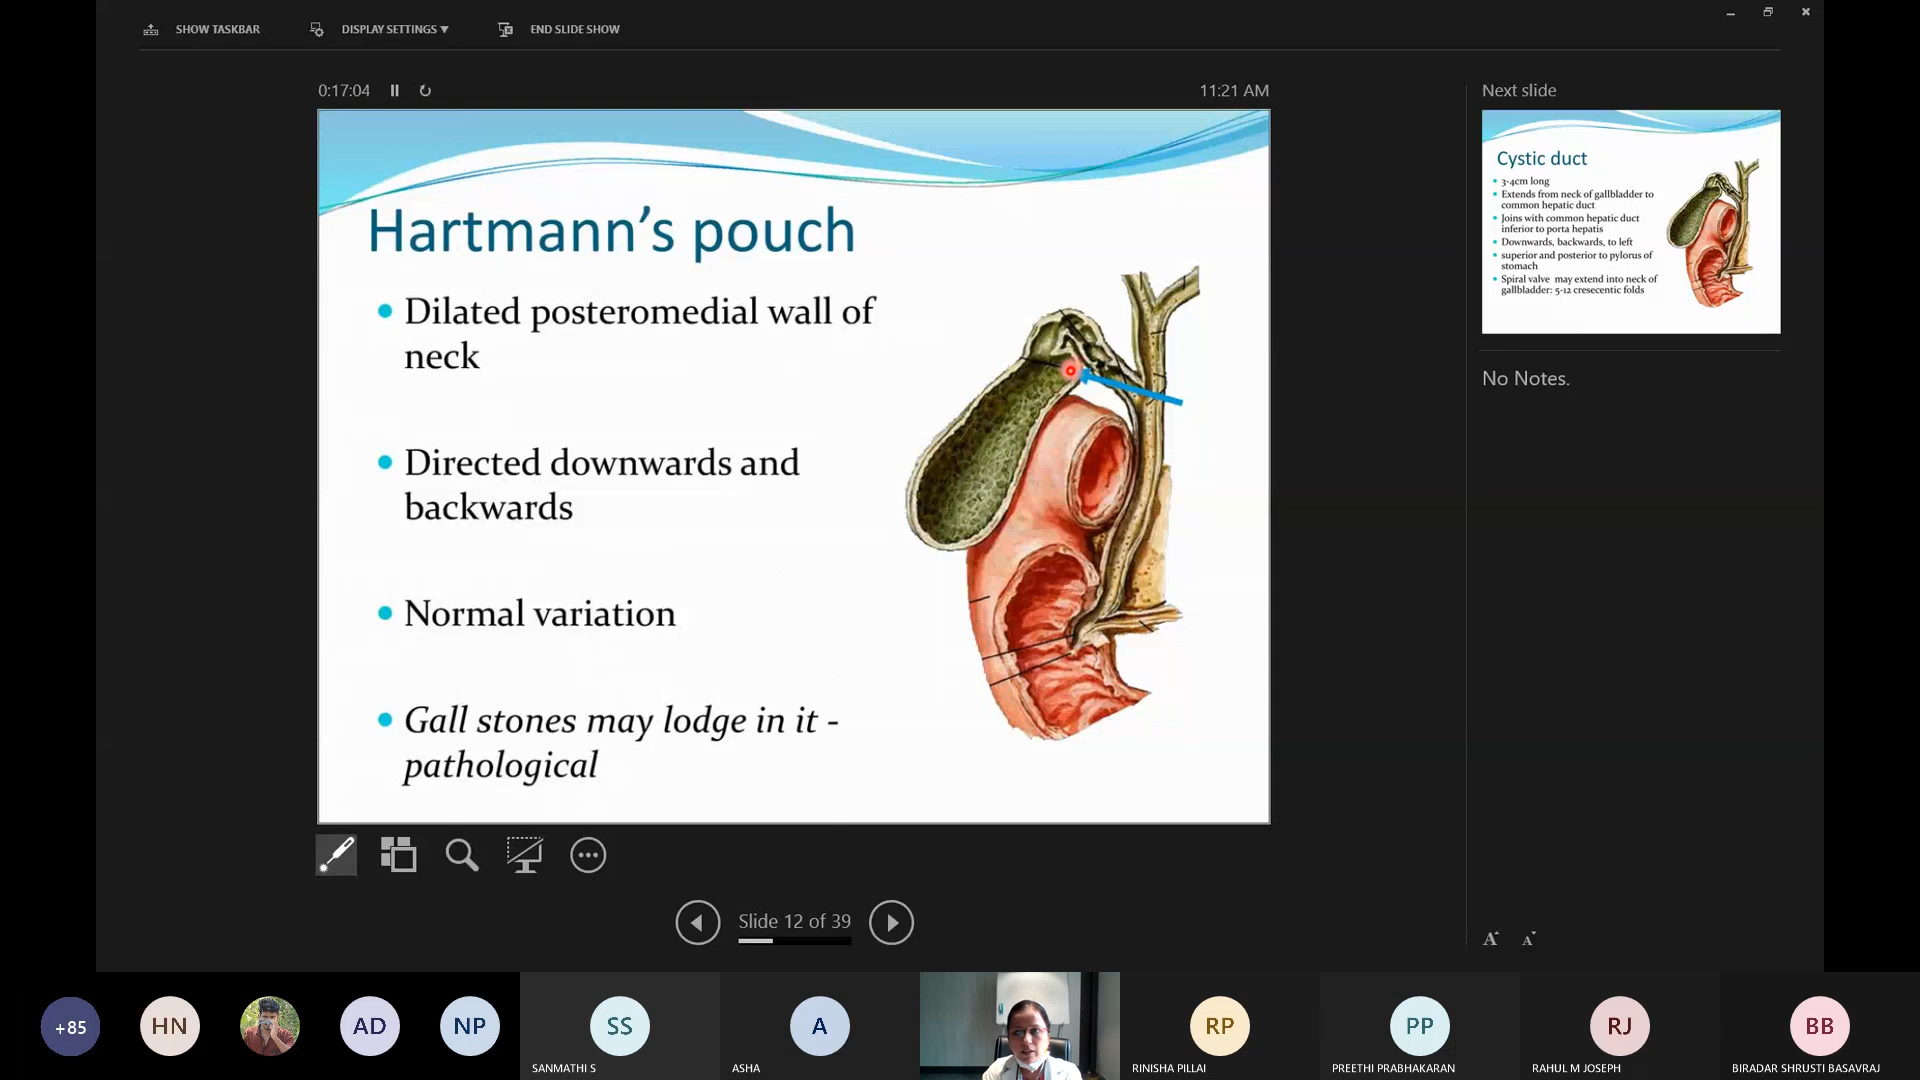 SHOW TASKBAR
DISPLAY SETTINGS
END SLIDE SHOW
0:17:04
11:21 AM
Hartmann's pouch
Dilated posteromedial wall of
neck
Directed downwards and
backwards
Normal variation
Gall stones may lodge in it -
pathological
Next slide
Cystic duct
3-4cm long
Extends from neck of gallbladder to
common hepatic duct
Joins with common hepatic duct
inferior to porta hepatis
Downwards, backwards, to left
superior and posterior to pylorus of
stomach
Spiral valve may extend into neck of
gallbladder: 5-12 cresecentic folds
No Notes.
Slide 12 of 39
A A
+85
HN
AD
NP
SS
SANMATHI S
A
ASHA
RP
RINISHA PILLAI
PP
PREETHI PRABHAKARAN
RJ
RAHUL M JOSEPH
BB
BIRADAR SHRUSTI BASAVRAJ